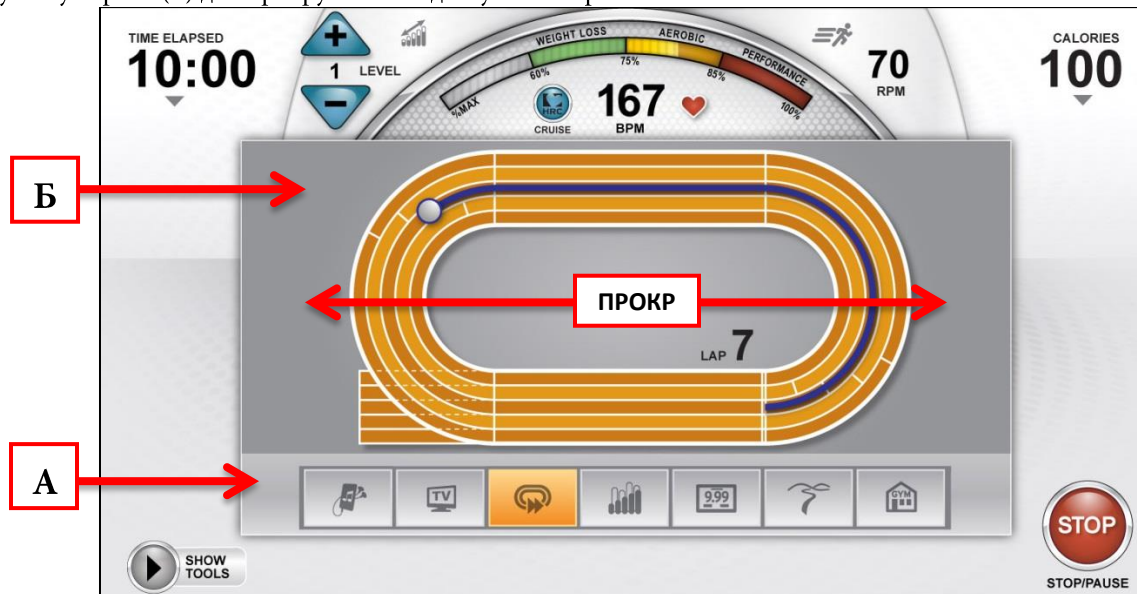 TIME ELAPSED
10:00
1 LEVEL
WEIGHT LOSS
AEROBIC
PERFORMANCE
%MAX
60%
75%
85%
100%
HRC
CRUISE
167
BPM
70
RPM
CALORIES
100
Б
ПРОКР
LAP 7
А
TV
9.99
GYM
SHOW
TOOLS
STOP
STOP/PAUSE